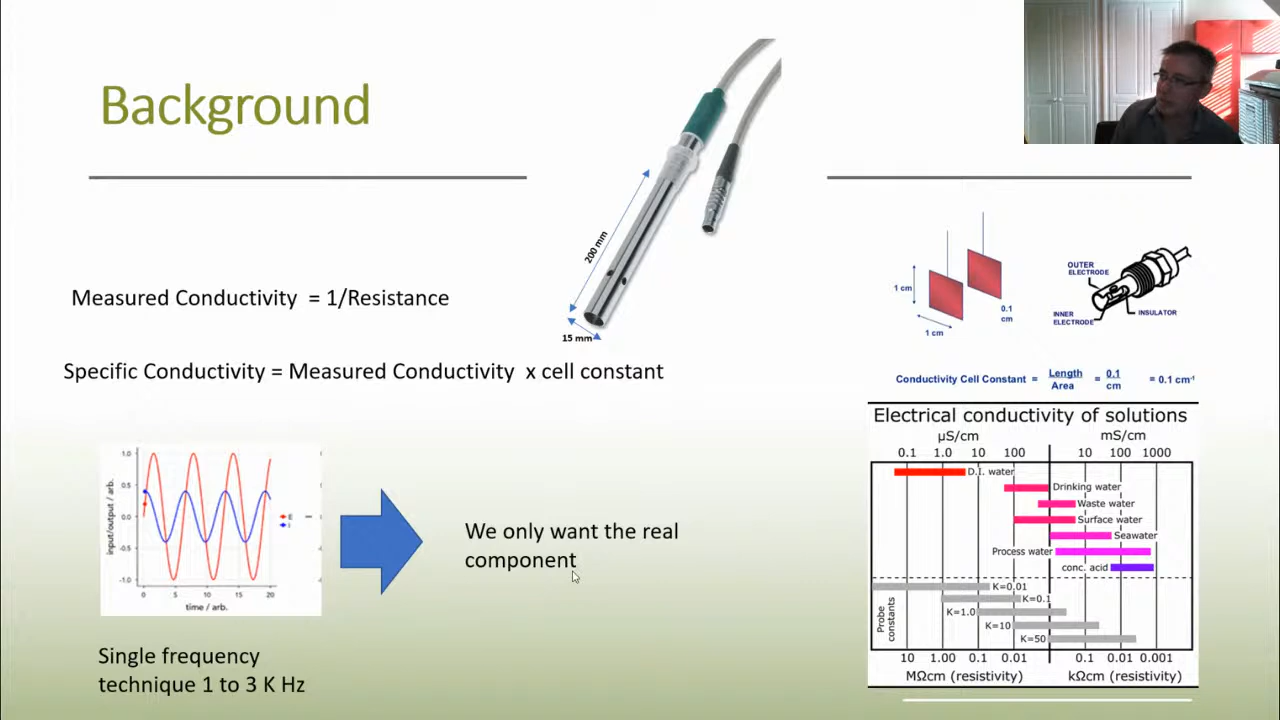 Background
200 mm
15 mm
Measured Conductivity = 1/Resistance
Specific Conductivity = Measured Conductivity x cell constant
1 cm
1 cm
0.1
cm
OUTER
ELECTRODE
INNER
ELECTRODE
INSULATOR
Conductivity Cell Constant = Length / Area = 0.1 / cm = 0.1 cm-1
input/output / arb.
1.0
0.5
0.0
-0.5
-1.0
0 5 10 15 20
time / arb.
E
I
We only want the real
component
Single frequency
technique 1 to 3 K Hz
Electrical conductivity of solutions
µS/cm mS/cm
0.1 1.0 10 100 10 100 1000
D.I. water
Drinking water
Waste water
Surface water
Seawater
Process water
conc. acid
Probe
constants
K=0.01
K=0.1
K=1.0
K=10
K=50
10 1.00 0.1 0.01 0.1 0.01 0.001
MΩcm (resistivity) kΩcm (resistivity)